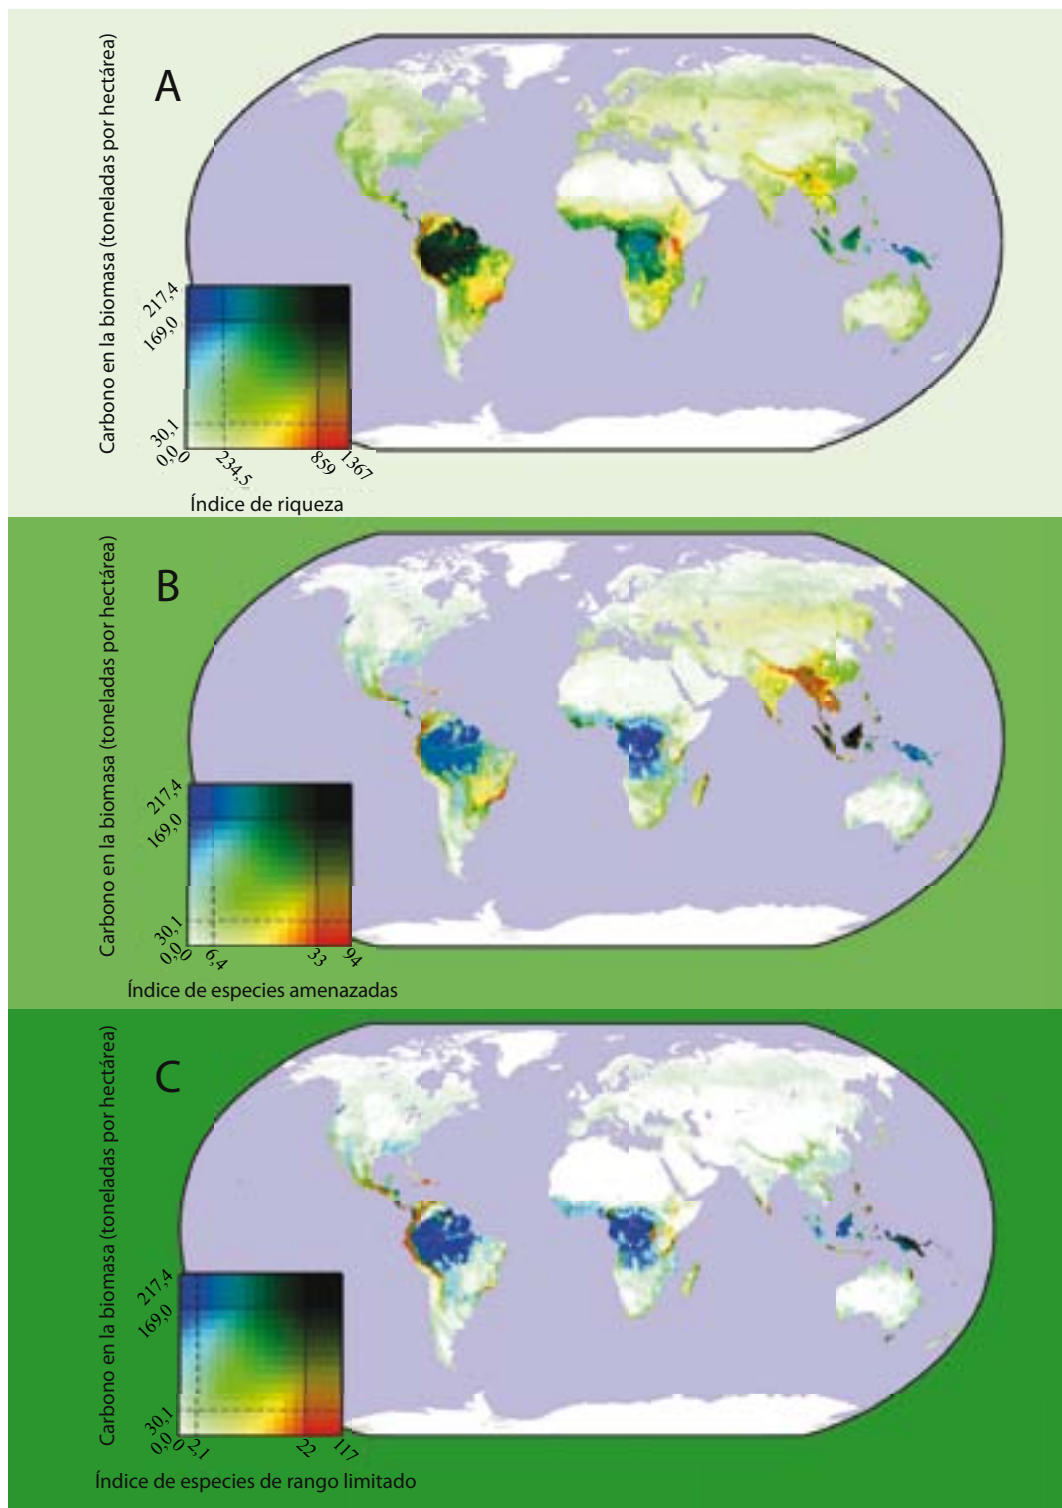 A
Carbono en la biomasa (toneladas por hectárea)
217,4
169,0
30,1
0,0
0
234,5
859
1367
Índice de riqueza
B
Carbono en la biomasa (toneladas por hectárea)
217,4
169,0
30,1
0,0
0
6,4
33
94
Índice de especies amenazadas
C
Carbono en la biomasa (toneladas por hectárea)
217,4
169,0
30,1
0,0
0
2,1
22
117
Índice de especies de rango limitado